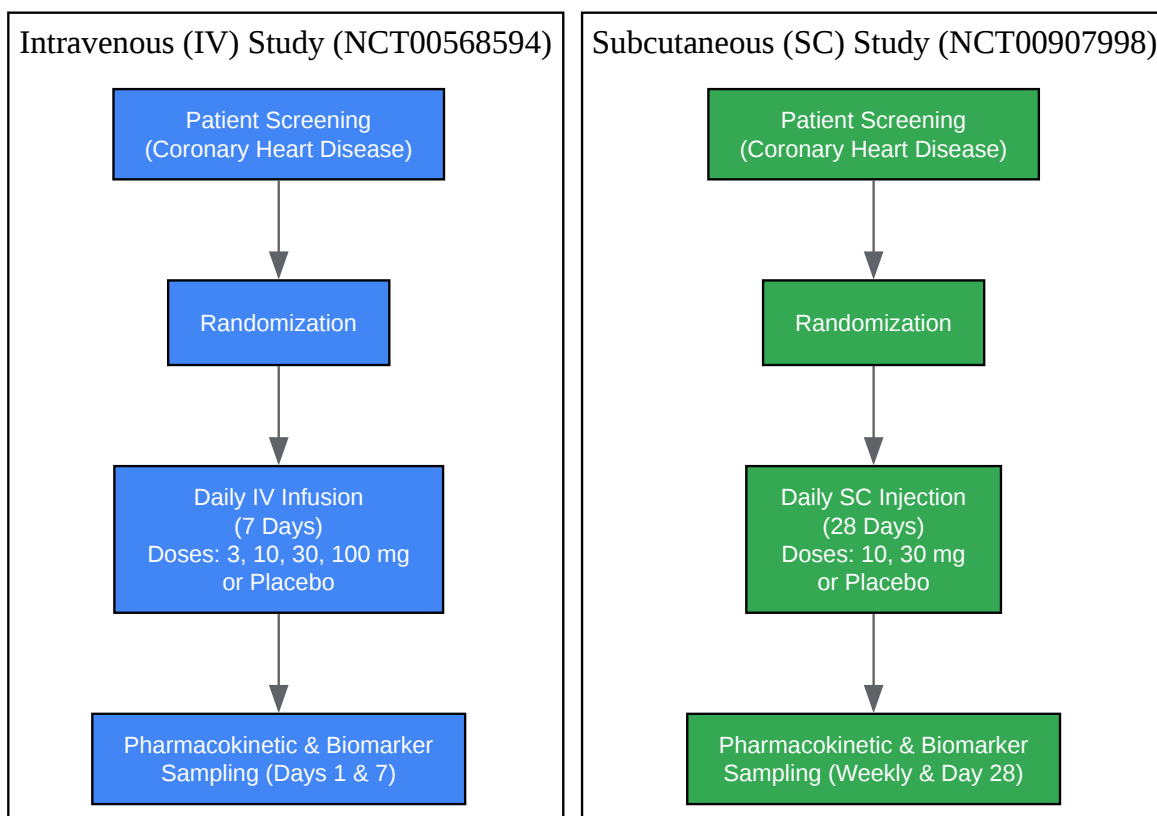 Intravenous (IV) Study (NCT00568594)
Patient Screening
(Coronary Heart Disease)
Randomization
Daily IV Infusion
(7 Days)
Doses: 3, 10, 30, 100 mg
or Placebo
Pharmacokinetic & Biomarker
Sampling (Days 1 & 7)
Subcutaneous (SC) Study (NCT00907998)
Patient Screening
(Coronary Heart Disease)
Randomization
Daily SC Injection
(28 Days)
Doses: 10, 30 mg
or Placebo
Pharmacokinetic & Biomarker
Sampling (Weekly & Day 28)